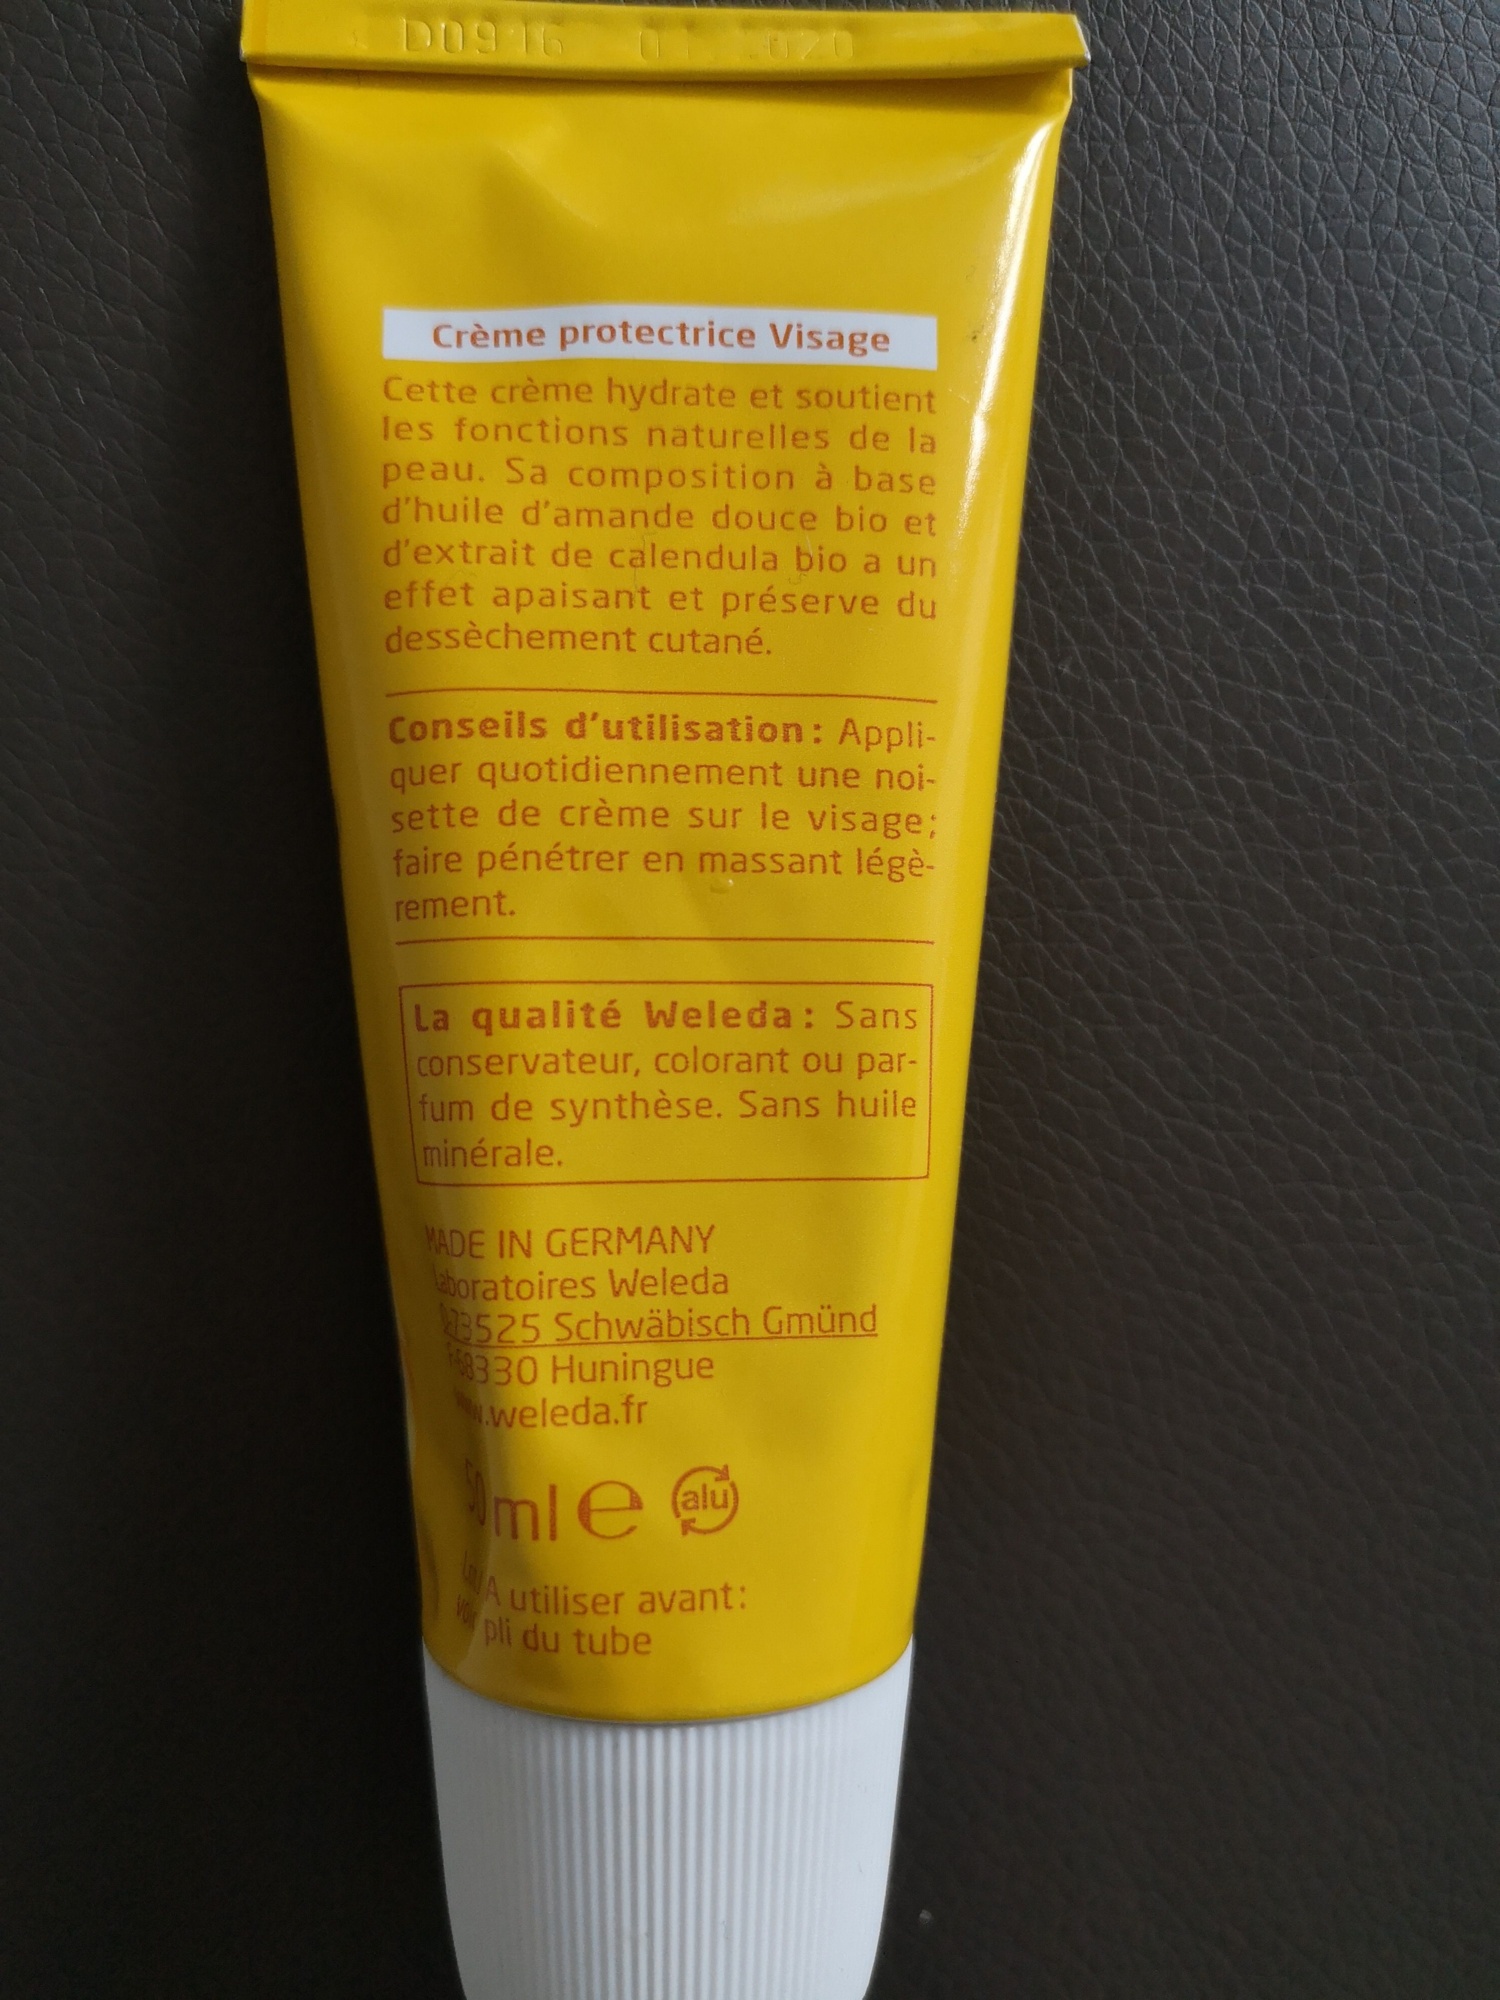 D0916
Crème protectrice Visage
Cette crème hydrate et soutient
les fonctions naturelles de la
peau. Sa composition à base
d'huile d'amande douce bio et
d'extrait de calendula bio a un
effet apaisant et préserve du
dessèchement cutané.
Conseils d'utilisation: Appli-
quer quotidiennement une noi-
sette de crème sur le visage;
faire pénétrer en massant légè-
rement.
La qualité Weleda: Sans
conservateur, colorant ou par-
fum de synthèse. Sans huile
minérale.
MADE IN GERMANY
Laboratoires Weleda
D-73525 Schwäbisch Gmünd
F-68330 Huningue
www.weleda.fr
50 ml e alu
A utiliser avant:
voir pli du tube